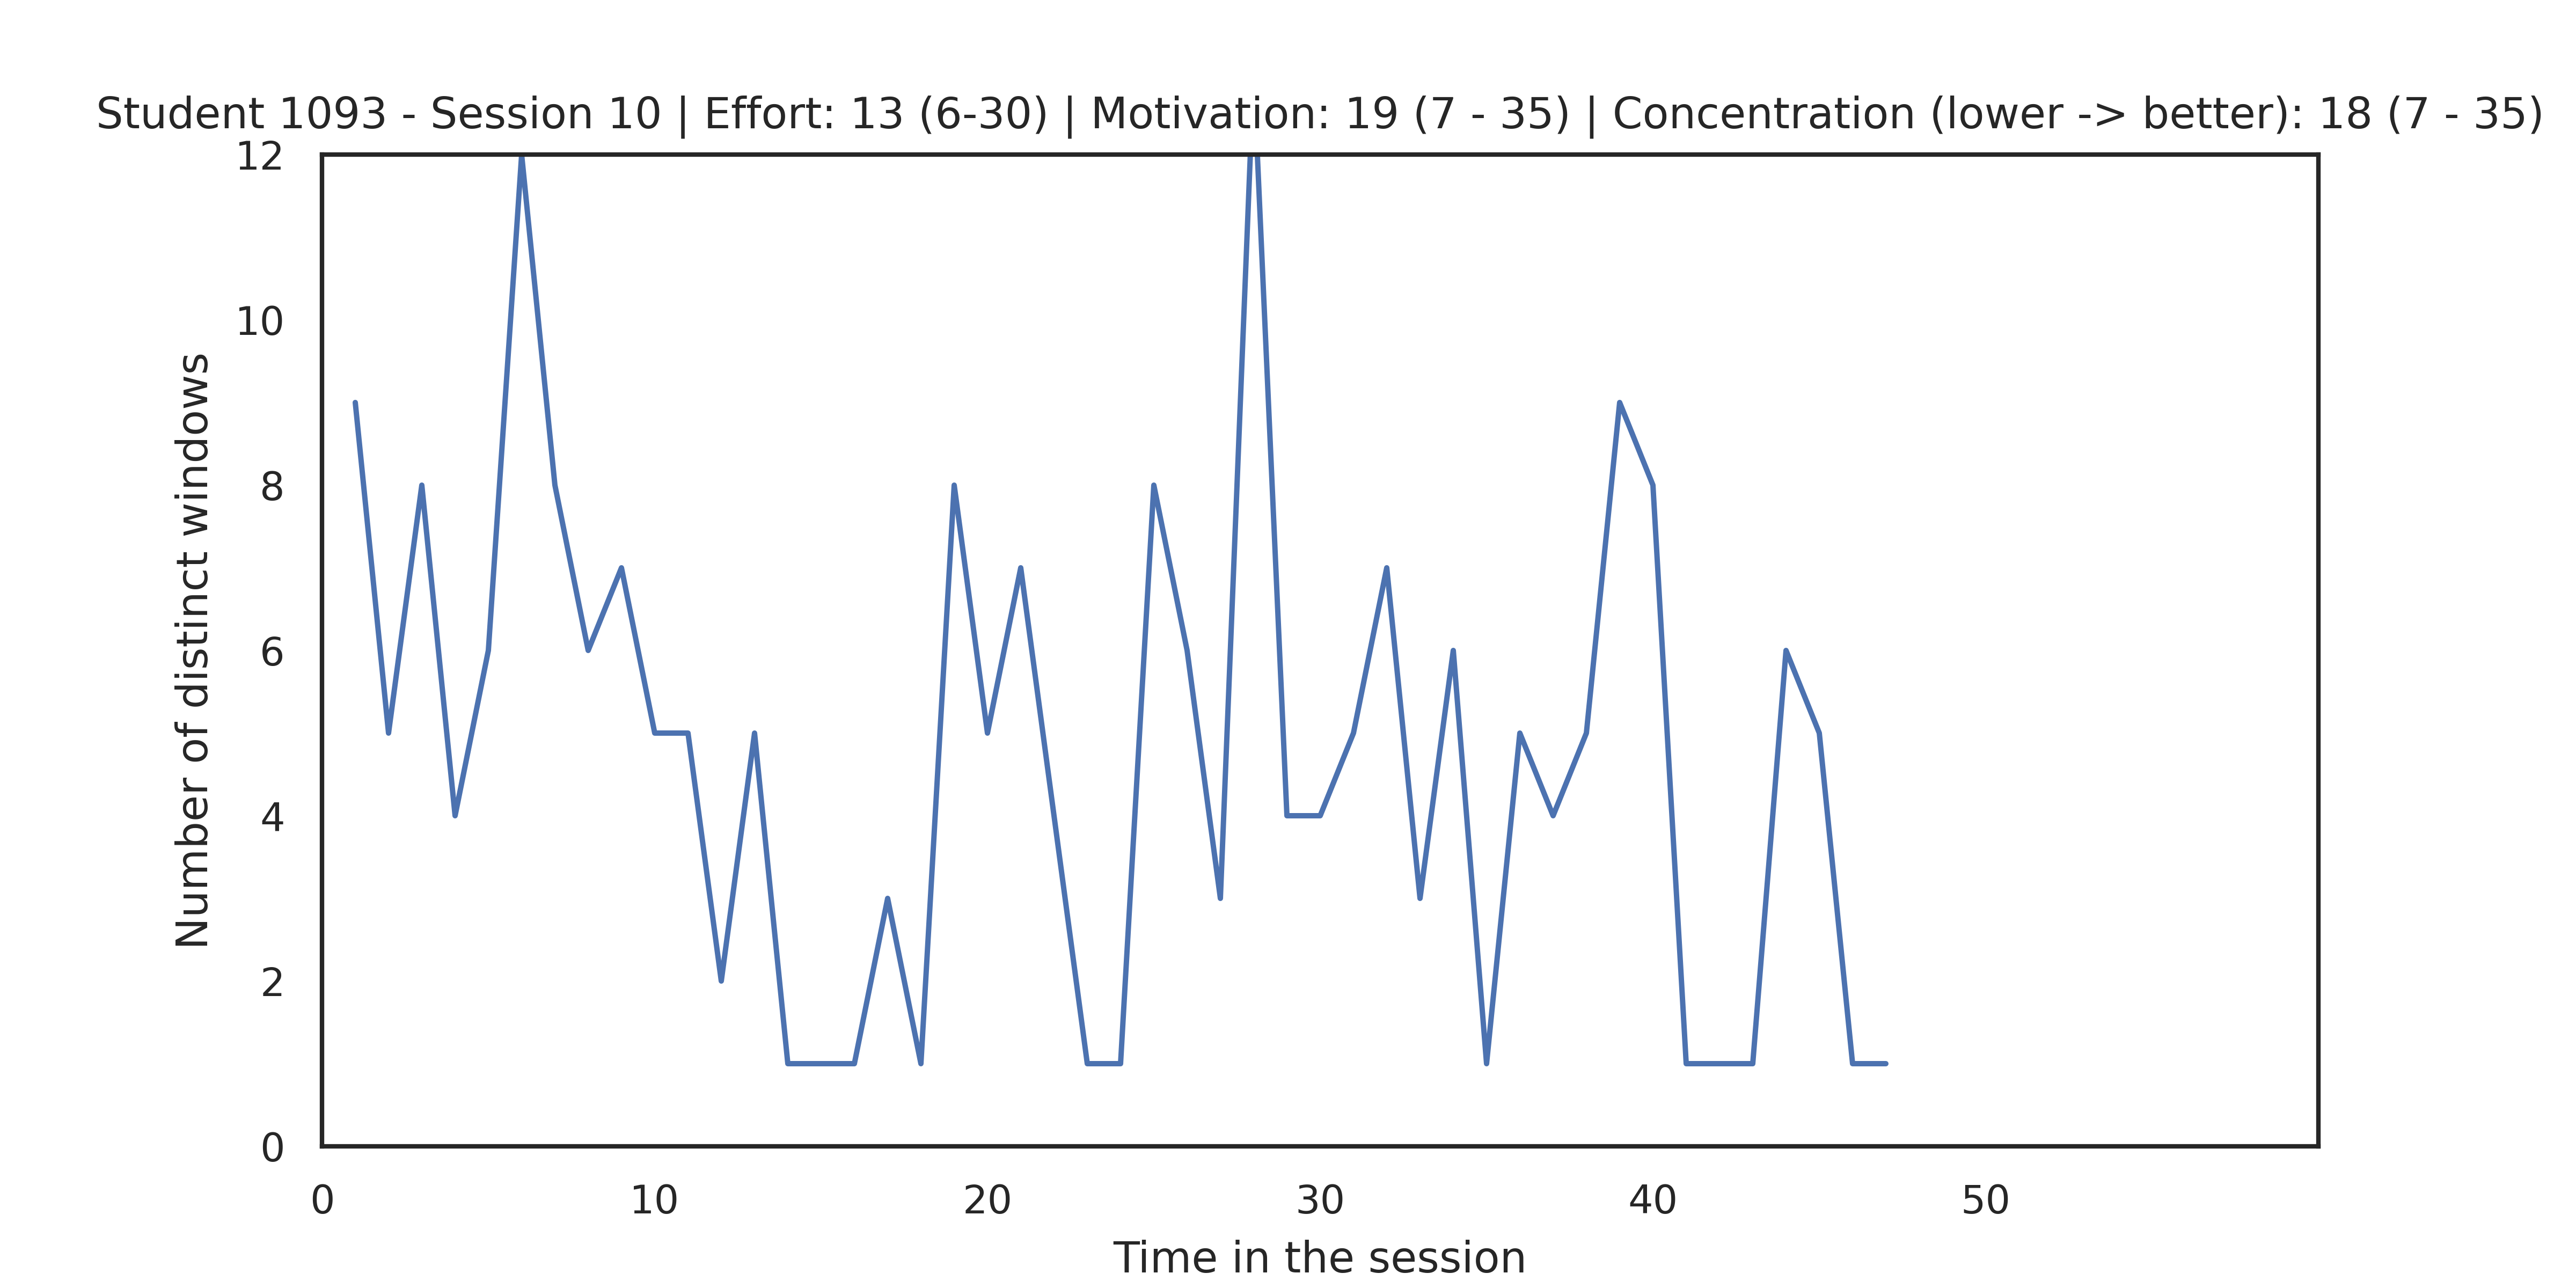 Student 1093 - Session 10 | Effort: 13 (6-30) | Motivation: 19 (7 - 35) | Concentration (lower -> better): 18 (7 - 35)
12
10
8
6
4
2
0
Number of distinct windows
0 10 20 30 40 50
Time in the session